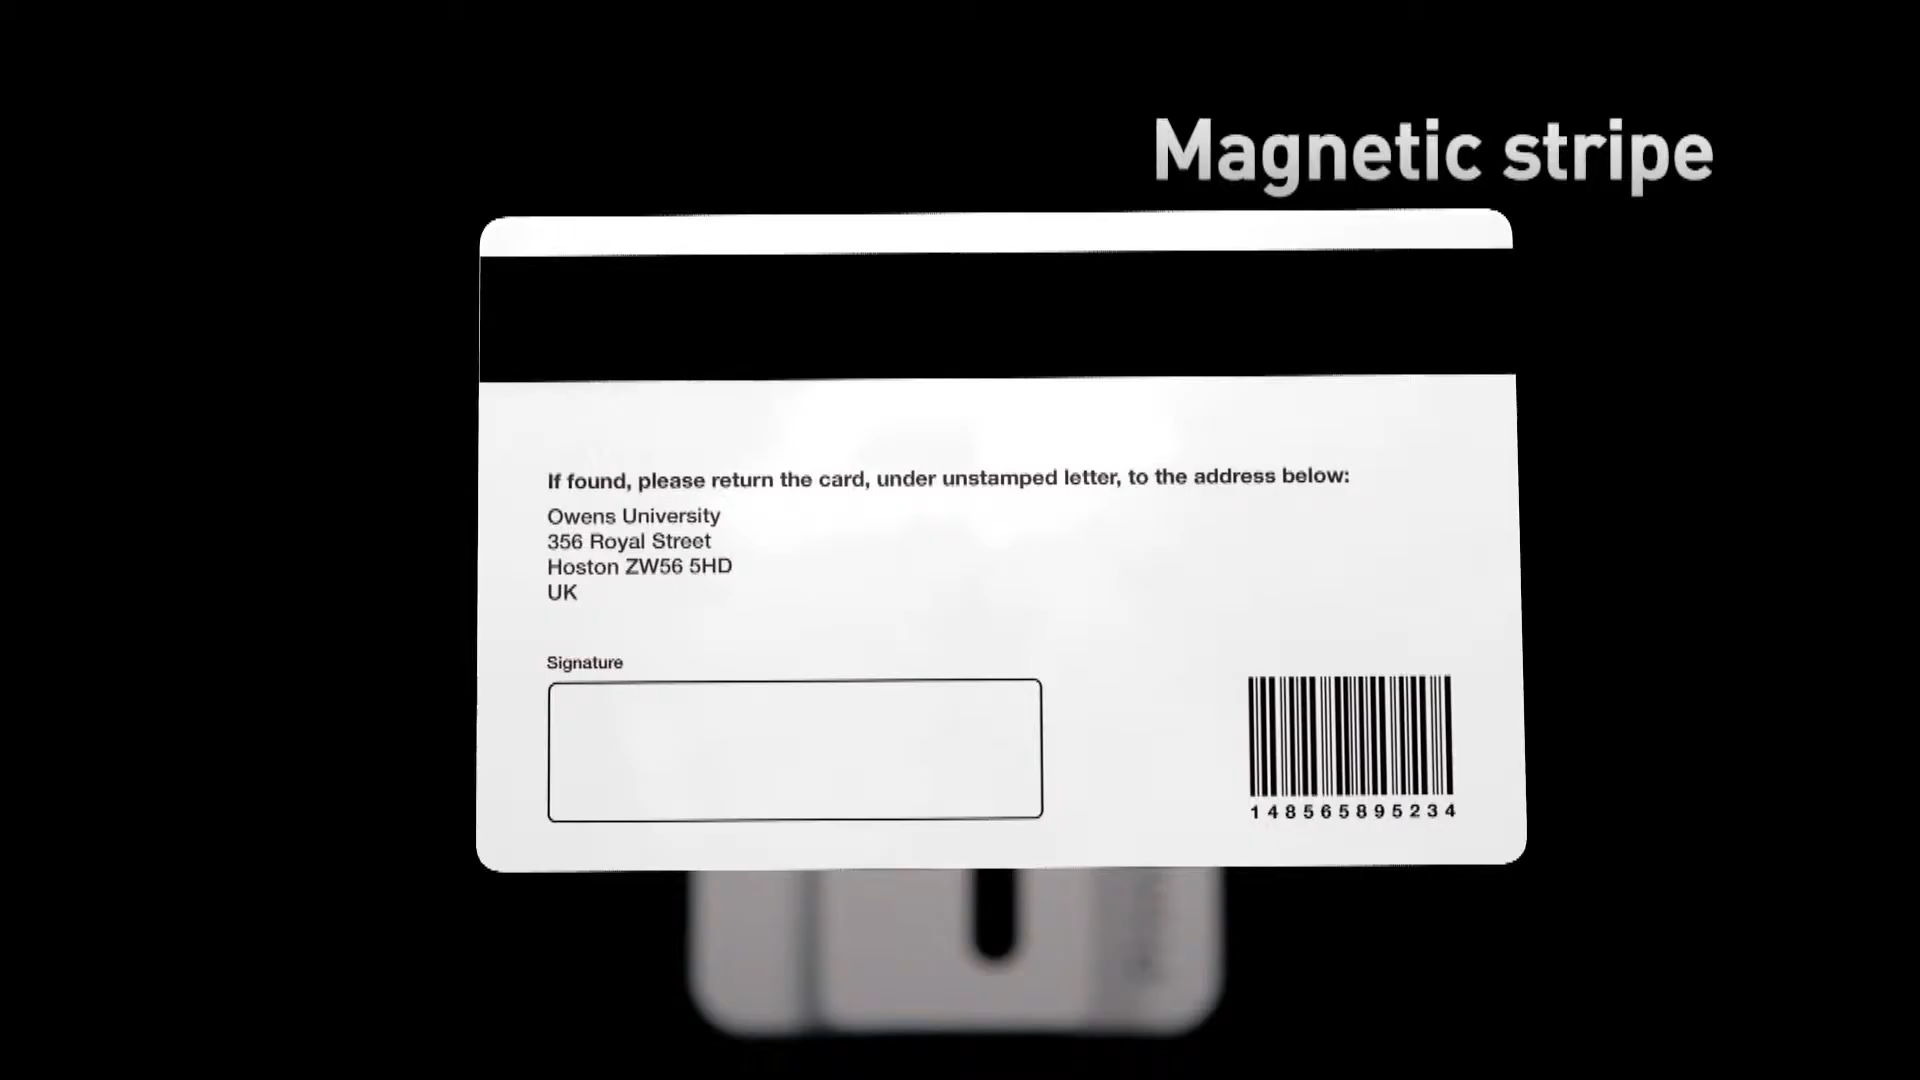 Magnetic stripe
If found, please return the card, under unstamped letter, to the address below:
Owens University
356 Royal Street
Hoston ZW56 5HD
UK
Signature
148565895234